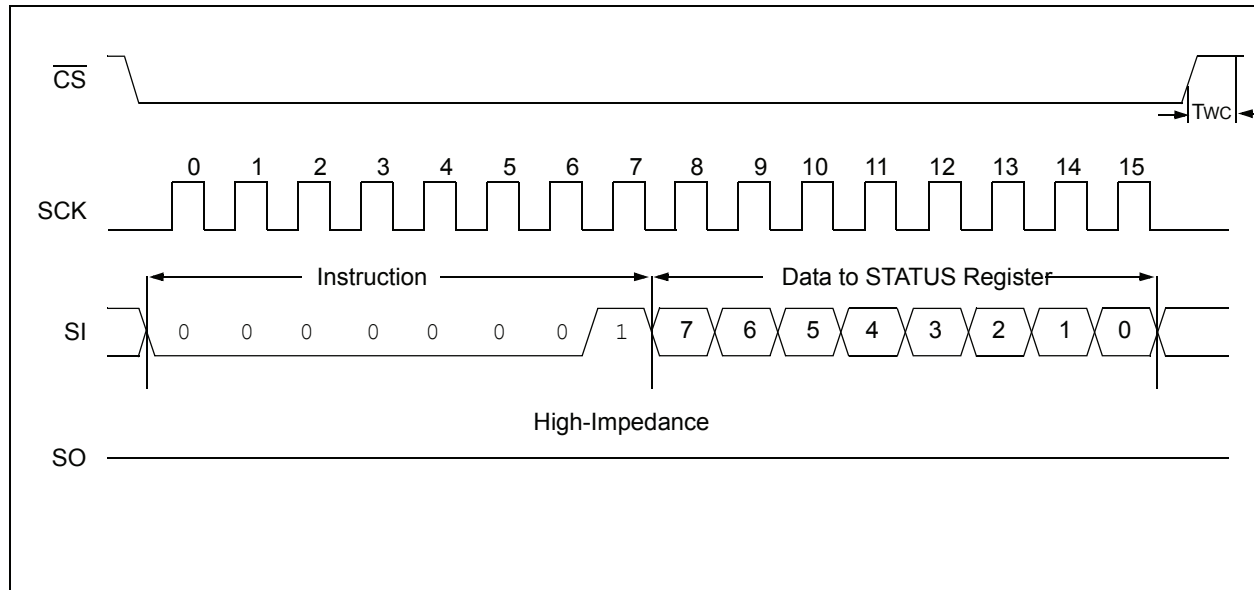 CS
TWC
0 1 2 3 4 5 6 7 8 9 10 11 12 13 14 15
SCK
Instruction Data to STATUS Register
SI 0 0 0 0 0 0 0 1 7 6 5 4 3 2 1 0
High-Impedance
SO